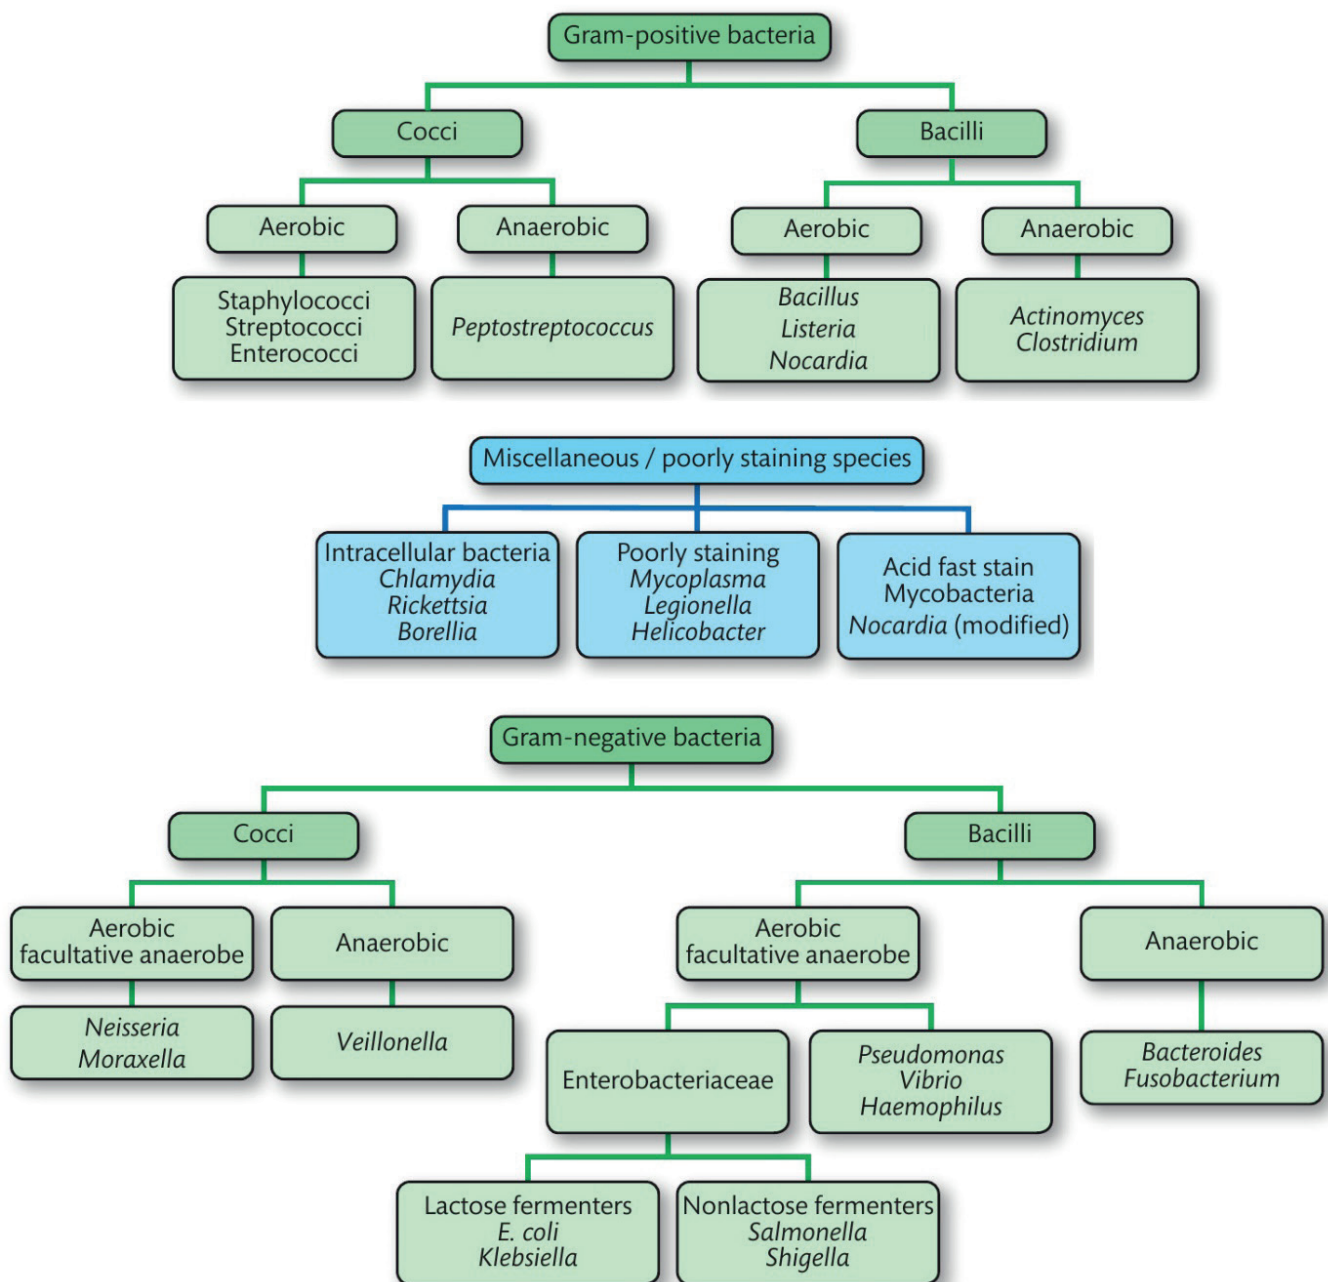 Gram-positive bacteria
Cocci
Bacilli
Aerobic
Anaerobic
Aerobic
Anaerobic
Staphylococci
Streptococci
Enterococci
Peptostreptococcus
Bacillus
Listeria
Nocardia
Actinomyces
Clostridium
Miscellaneous / poorly staining species
Intracellular bacteria
Chlamydia
Rickettsia
Borellia
Poorly staining
Mycoplasma
Legionella
Helicobacter
Acid fast stain
Mycobacteria
Nocardia (modified)
Gram-negative bacteria
Cocci
Bacilli
Aerobic
facultative anaerobe
Anaerobic
Aerobic
facultative anaerobe
Anaerobic
Neisseria
Moraxella
Veillonella
Enterobacteriaceae
Pseudomonas
Vibrio
Haemophilus
Bacteroides
Fusobacterium
Lactose fermenters
E. coli
Klebsiella
Nonlactose fermenters
Salmonella
Shigella